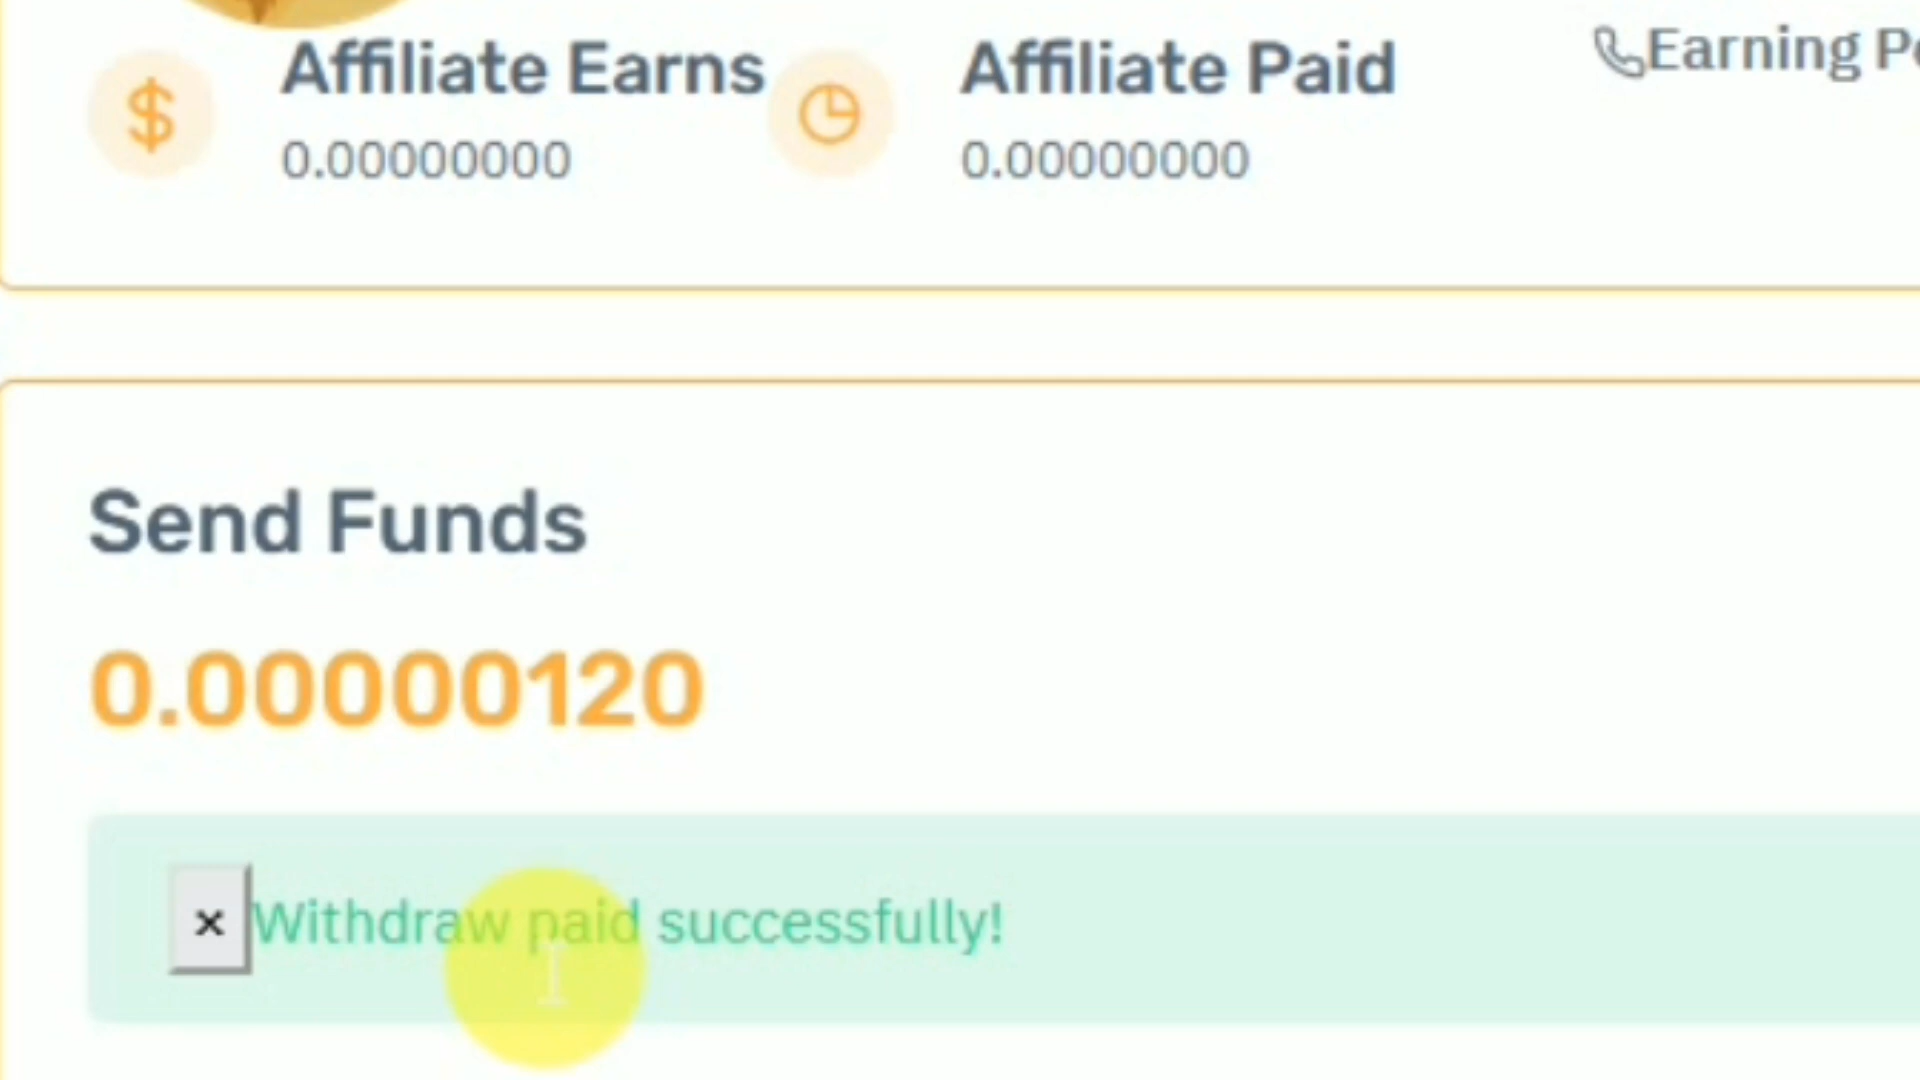 Affiliate Earns
0.00000000
Affiliate Paid
0.00000000
Earning
Send Funds
0.00000120
× Withdraw paid successfully!